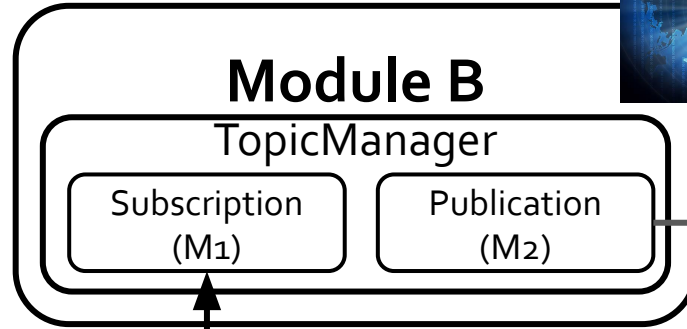 Module B
TopicManager
Subscription
(M1)
Publication
(M2)